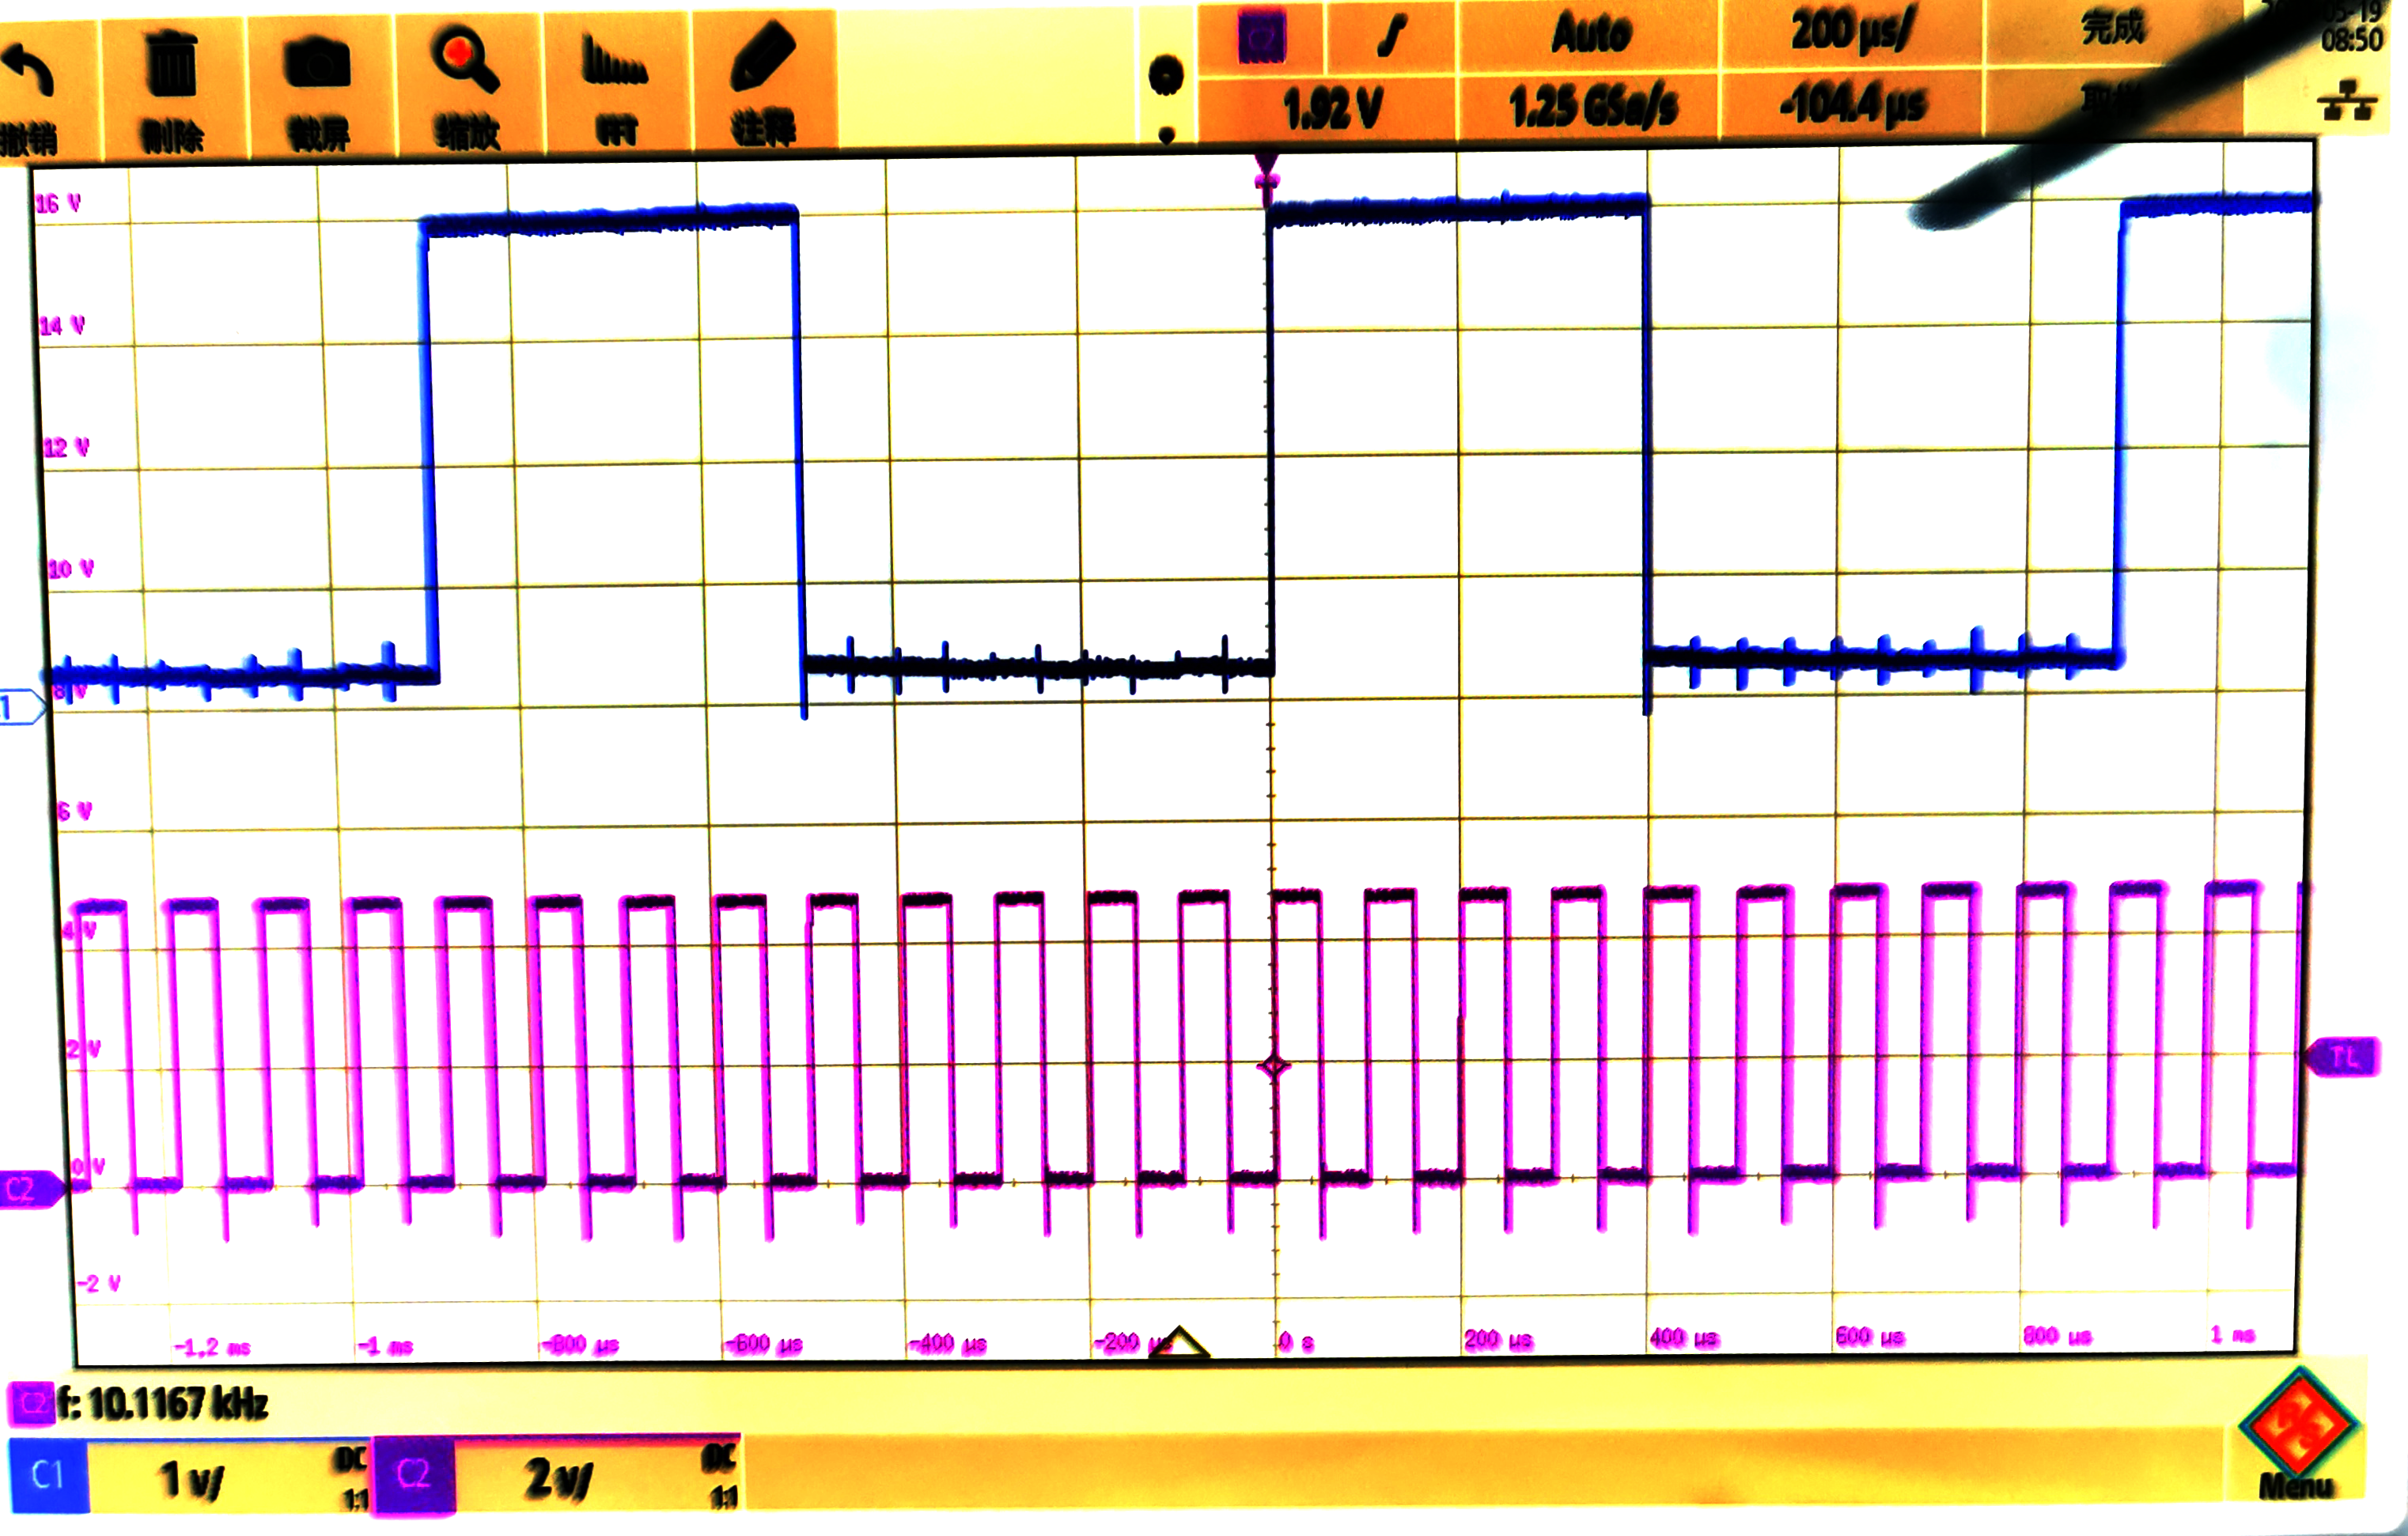 C2 Auto 200 µs/ 完成 05-19
08:50
撤销 删除 截屏 缩放 FFT 注释 1.92 V 1.25 GSa/s -104.4 µs
16 V
14 V
12 V
10 V
8 V
6 V
4 V
2 V
TL
0 V
C2
-2 V
-1.2 ms -1 ms -800 µs -600 µs -400 µs -200 µs 0 s 200 µs 400 µs 600 µs 800 µs 1 ms
C2 f: 10.1167 kHz
C1 1 V/ DC 1:1 C2 2 V/ DC 1:1
Menu